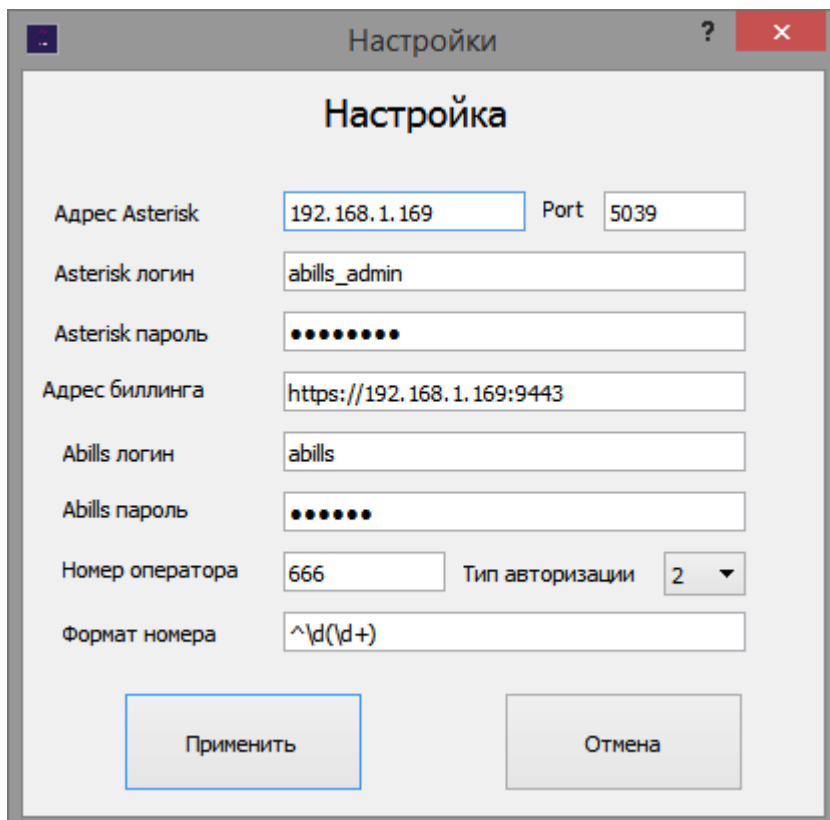 Настройки ?
Настройка
Адрес Asterisk 192.168.1.169 Port 5039
Asterisk логин abills_admin
Asterisk пароль ●●●●●●●●
Адрес биллинга https://192.168.1.169:9443
Abills логин abills
Abills пароль ●●●●●●
Номер оператора 666 Тип авторизации 2
Формат номера ^\d(\d+)
Применить Отмена